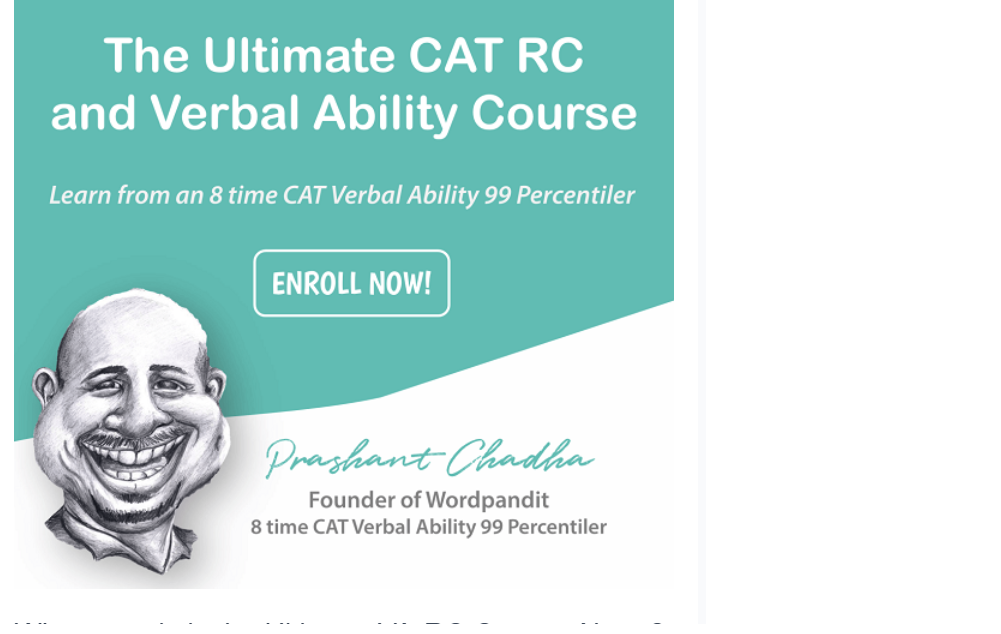 The Ultimate CAT RC
and Verbal Ability Course
Learn from an 8 time CAT Verbal Ability 99 Percentiler
ENROLL NOW!
Prashant Chadha
Founder of Wordpandit
8 time CAT Verbal Ability 99 Percentiler